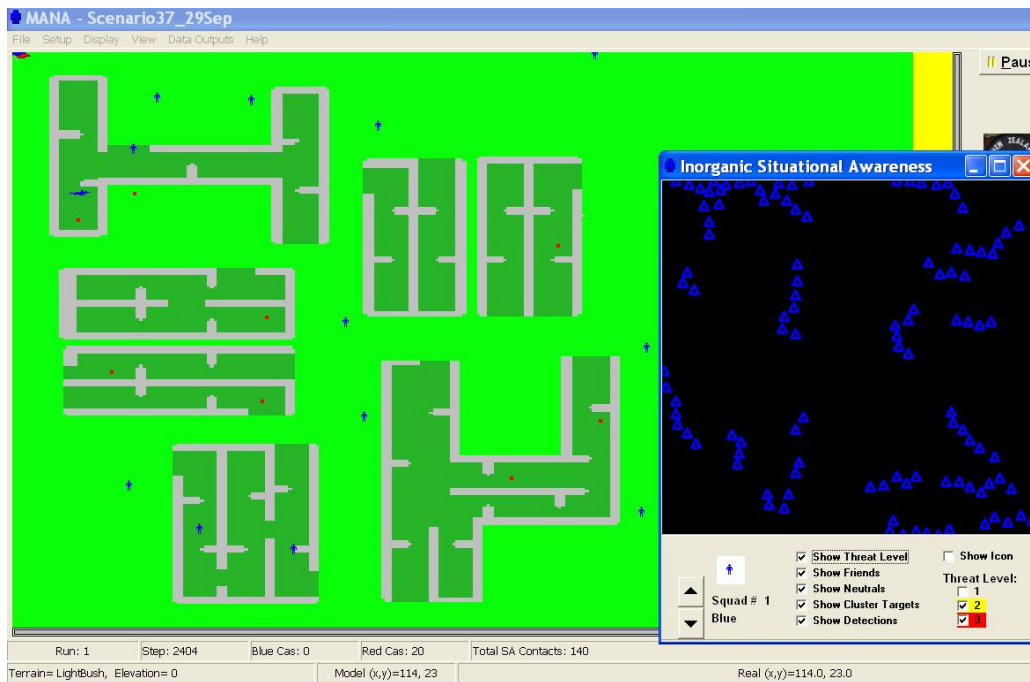 MANA - Scenario37_29Sep
File Setup Display View Data Outputs Help
Paus
NEW ZEALAN
Inorganic Situational Awareness
Show Threat Level
Show Friends
Show Neutrals
Show Cluster Targets
Show Detections
Show Icon
Threat Level:
1
2
3
Squad # 1
Blue
Run: 1 Step: 2404 Blue Cas: 0 Red Cas: 20 Total SA Contacts: 140
Terrain= LightBush, Elevation= 0 Model (x,y)=114, 23 Real (x,y)=114.0, 23.0